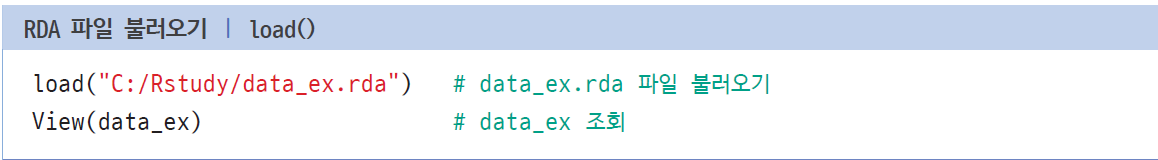 RDA 파일 불러오기 | load()
load("C:/Rstudy/data_ex.rda") # data_ex.rda 파일 불러오기
View(data_ex) # data_ex 조회